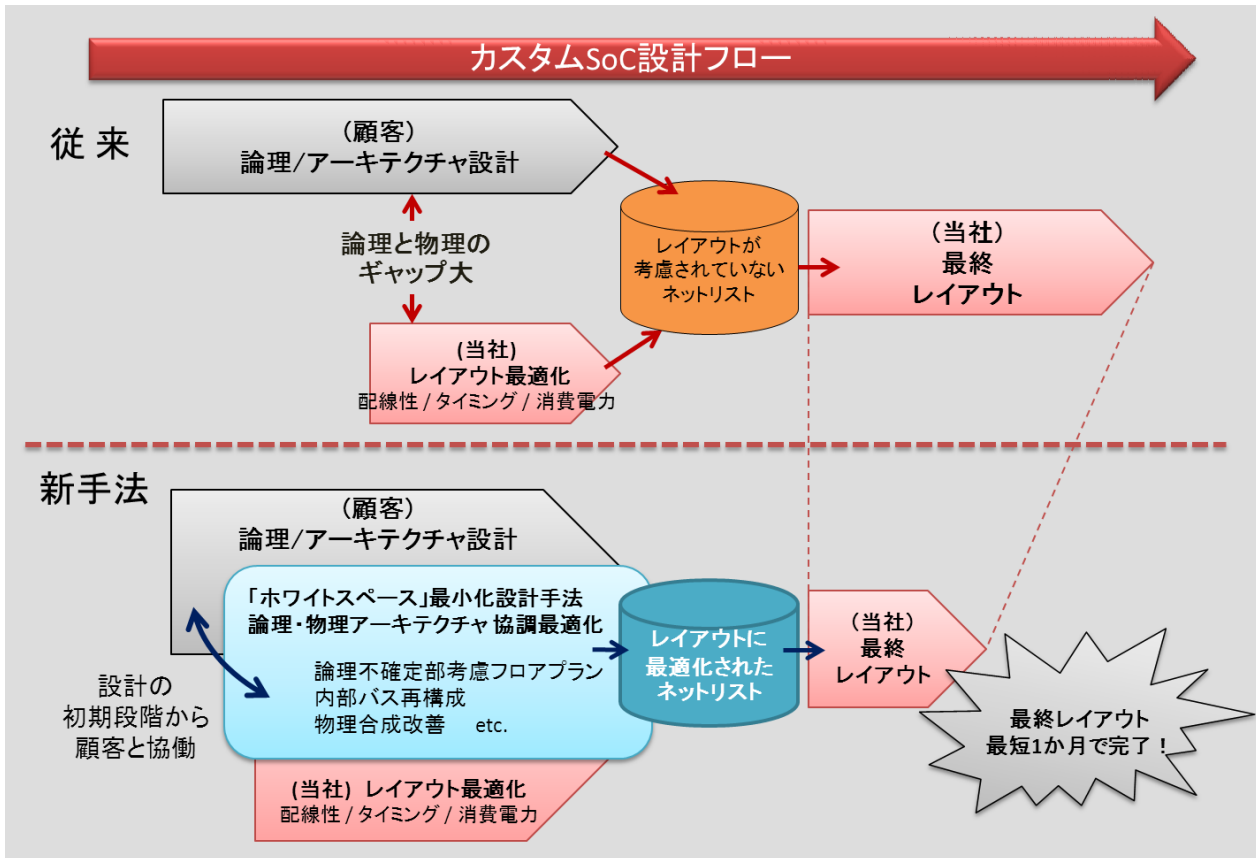 カスタムSoC設計フロー
従 来
（顧客）
論理/アーキテクチャ設計
論理と物理の
ギャップ大
(当社)
レイアウト最適化
配線性 / タイミング / 消費電力
レイアウトが
考慮されていない
ネットリスト
（当社）
最終
レイアウト
新手法
（顧客）
論理/アーキテクチャ設計
「ホワイトスペース」最小化設計手法
論理・物理アーキテクチャ協調最適化
論理不確定部考慮フロアプラン
内部バス再構成
物理合成改善 etc.
設計の
初期段階から
顧客と協働
(当社) レイアウト最適化
配線性 / タイミング / 消費電力
レイアウトに
最適化された
ネットリスト
（当社）
最終
レイアウト
最終レイアウト
最短1か月で完了！